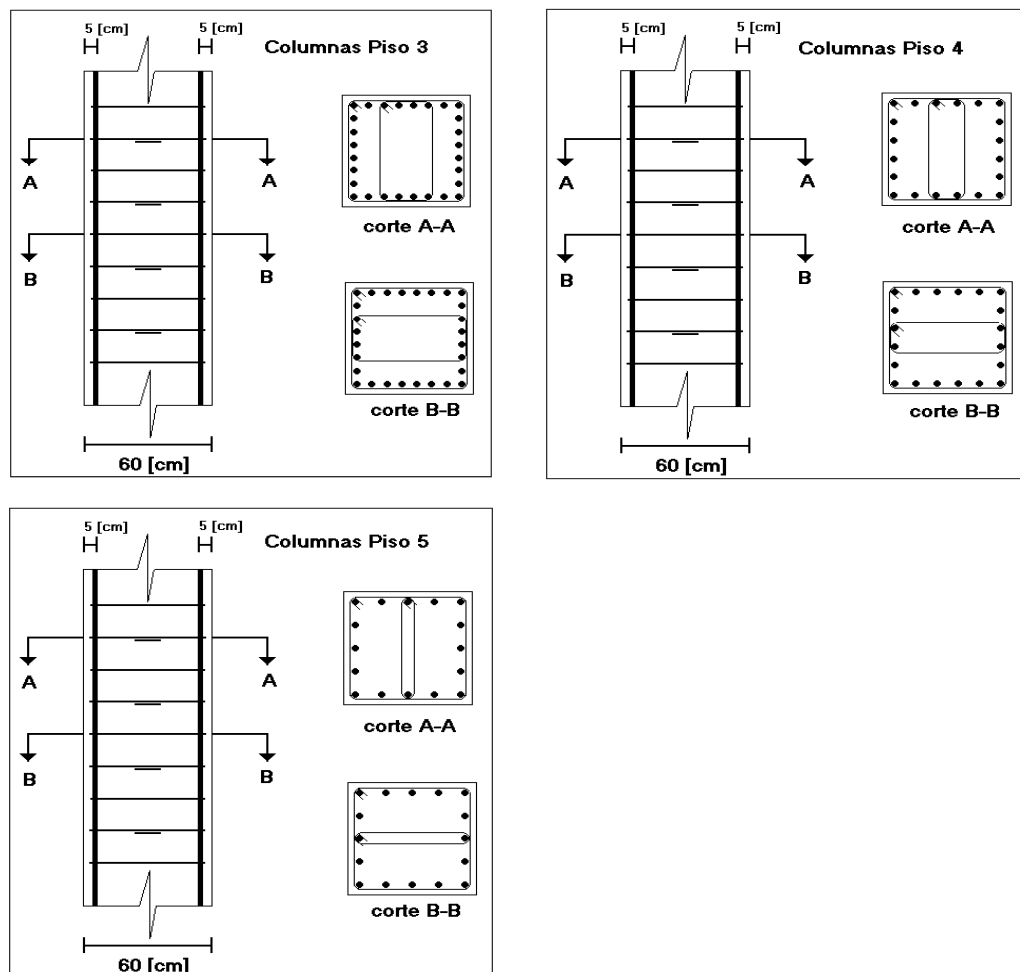 5 [cm]
5 [cm]
Columnas Piso 3
A
A
corte A-A
B
B
corte B-B
60 [cm]
5 [cm]
5 [cm]
Columnas Piso 4
A
A
corte A-A
B
B
corte B-B
60 [cm]
5 [cm]
5 [cm]
Columnas Piso 5
A
A
corte A-A
B
B
corte B-B
60 [cm]